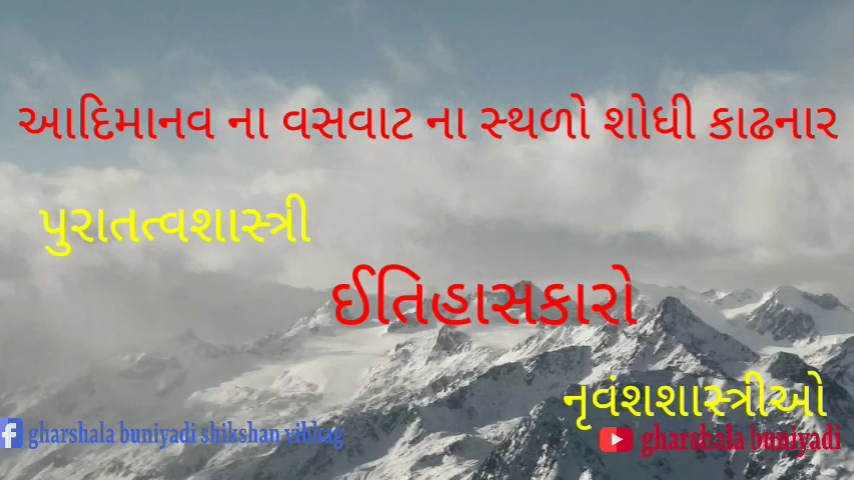 આદિમાનવ ના વસવાટ ના સ્થળો શોધી કાઢનાર
પુરાતત્વશાસ્ત્રી
ઈતિહાસકારો
નૃવંશશાસ્ત્રીઓ
gharshala buniyadi shikshan vibhag
gharshala buniyadi